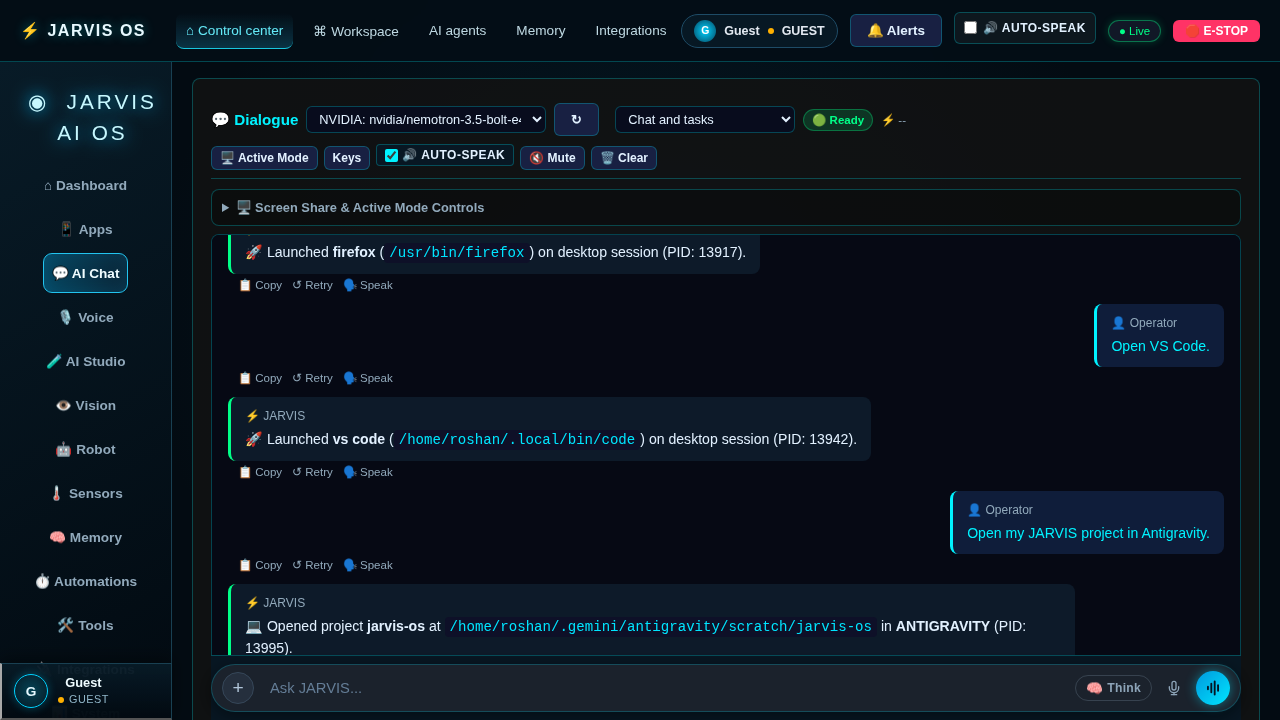 ⚡ JARVIS OS
⌂ Control center
⌘ Workspace
AI agents
Memory
Integrations
G Guest GUEST
🔔 Alerts
🔊 AUTO-SPEAK
● Live
🛑 E-STOP
◉ JARVIS
AI OS
⌂ Dashboard
📱 Apps
💬 AI Chat
🎙️ Voice
🧪 AI Studio
👁️ Vision
🤖 Robot
🌡️ Sensors
🧠 Memory
⏱️ Automations
🛠️ Tools
G
Guest
GUEST
💬 Dialogue
NVIDIA: nvidia/nemotron-3.5-bolt-e
↻
Chat and tasks
🟢 Ready
⚡ --
🖥️ Active Mode
Keys
🔊 AUTO-SPEAK
🔇 Mute
🗑️ Clear
▶ 🖥️ Screen Share & Active Mode Controls
🚀 Launched firefox ( /usr/bin/firefox ) on desktop session (PID: 13917).
📋 Copy ↺ Retry 🗣️ Speak
👤 Operator
Open VS Code.
📋 Copy ↺ Retry 🗣️ Speak
⚡ JARVIS
🚀 Launched vs code ( /home/roshan/.local/bin/code ) on desktop session (PID: 13942).
📋 Copy ↺ Retry 🗣️ Speak
👤 Operator
Open my JARVIS project in Antigravity.
📋 Copy ↺ Retry 🗣️ Speak
⚡ JARVIS
💻 Opened project jarvis-os at /home/roshan/.gemini/antigravity/scratch/jarvis-os in ANTIGRAVITY (PID:
13995).
+
Ask JARVIS...
🧠 Think